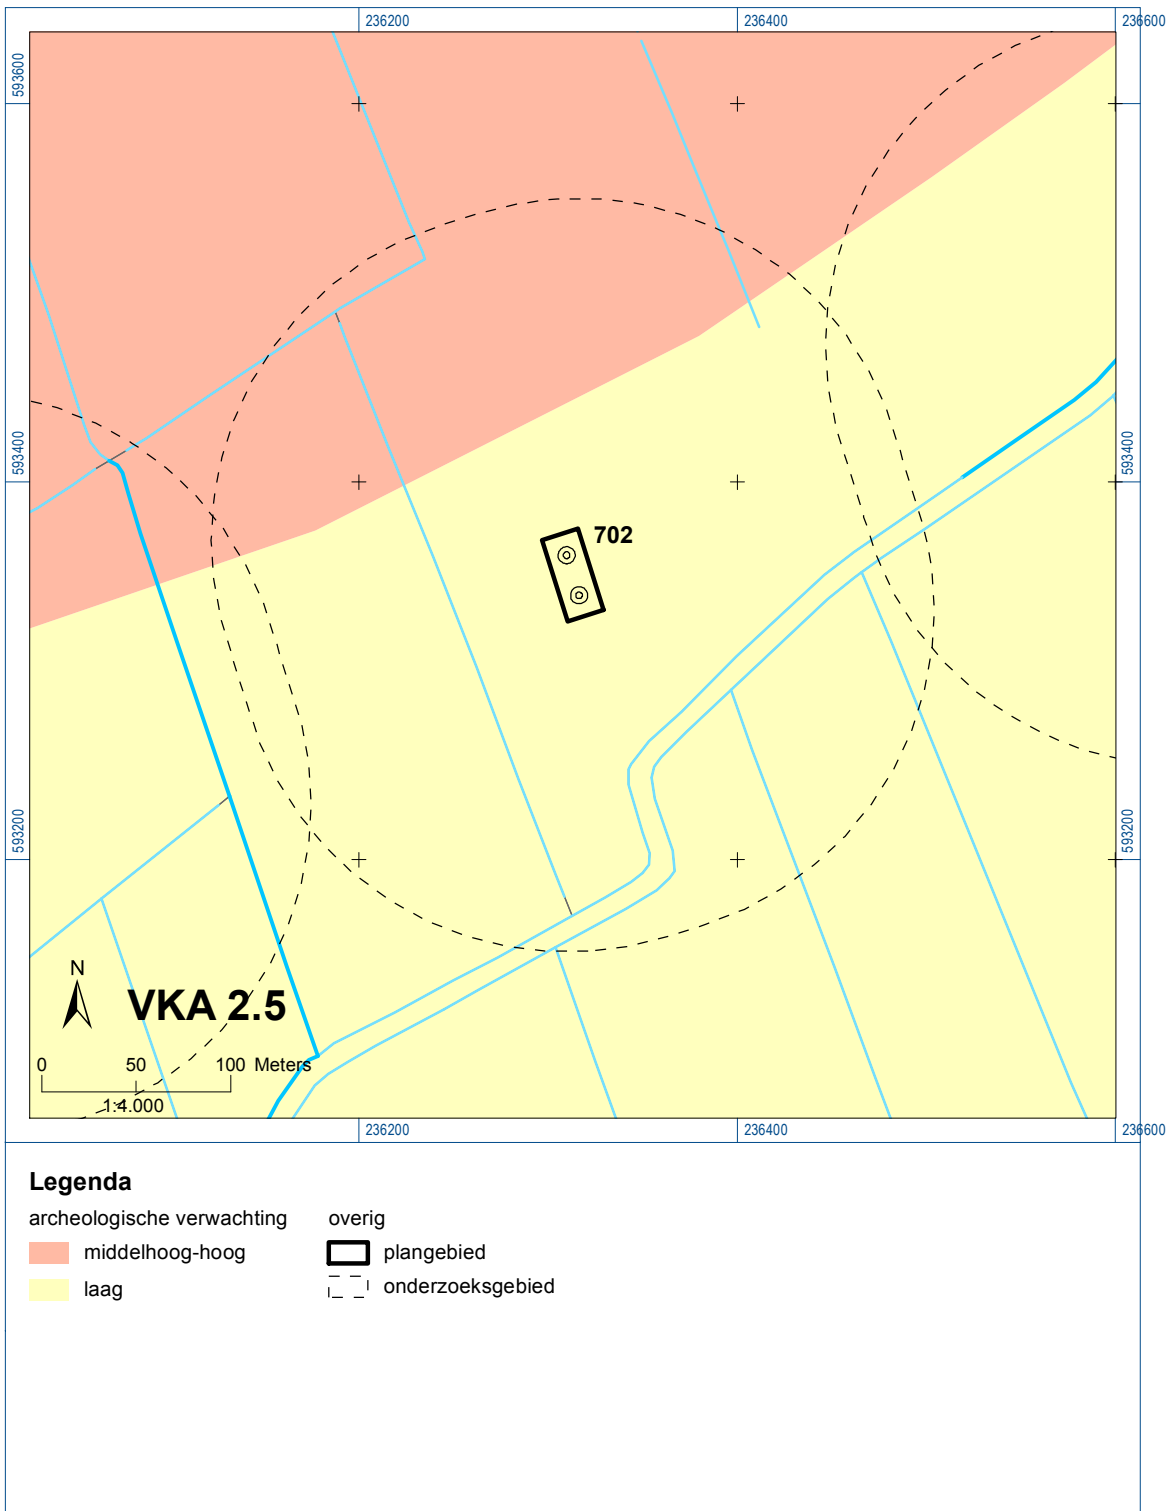 236200 236400 236600
593600 593600
593400 593400
702
593200 593200
N
VKA 2.5
0 50 100 Meters
1:4.000
236200 236400 236600
Legenda
archeologische verwachting overig
middelhoog-hoog plangebied
laag onderzoeksgebied